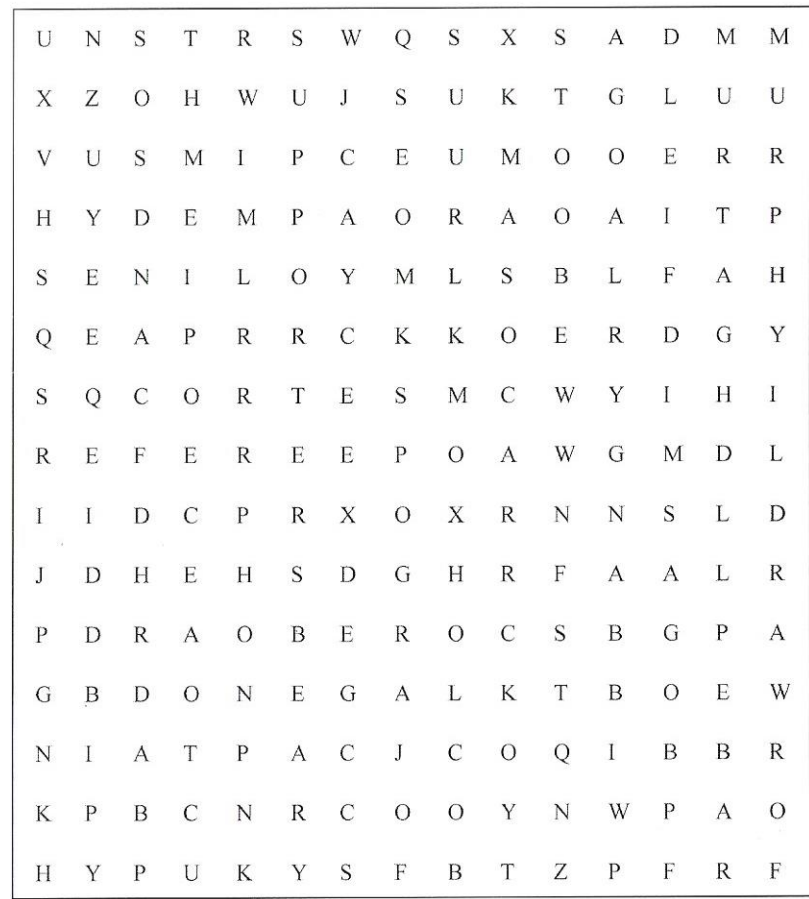 U N S T R S W Q S X S A D M M
X Z O H W U J S U K T G L U U
V U S M I P C E U M O O E R R
H Y D E M P A O R A O A I T P
S E N I L O Y M L S B L F A H
Q E A P R R C K K O E R D G Y
S Q C O R T E S M C W Y I H I
R E F E R E E P O A W G M D L
I I D C P R X O X R N N S L D
J D H E H S D G H R F A A L R
P D R A O B E R O C S B G P A
G B D O N E G A L K T B O E W
N I A T P A C J C O Q I B B R
K P B C N R C O O Y N W P A O
H Y P U K Y S F B T Z P F R F